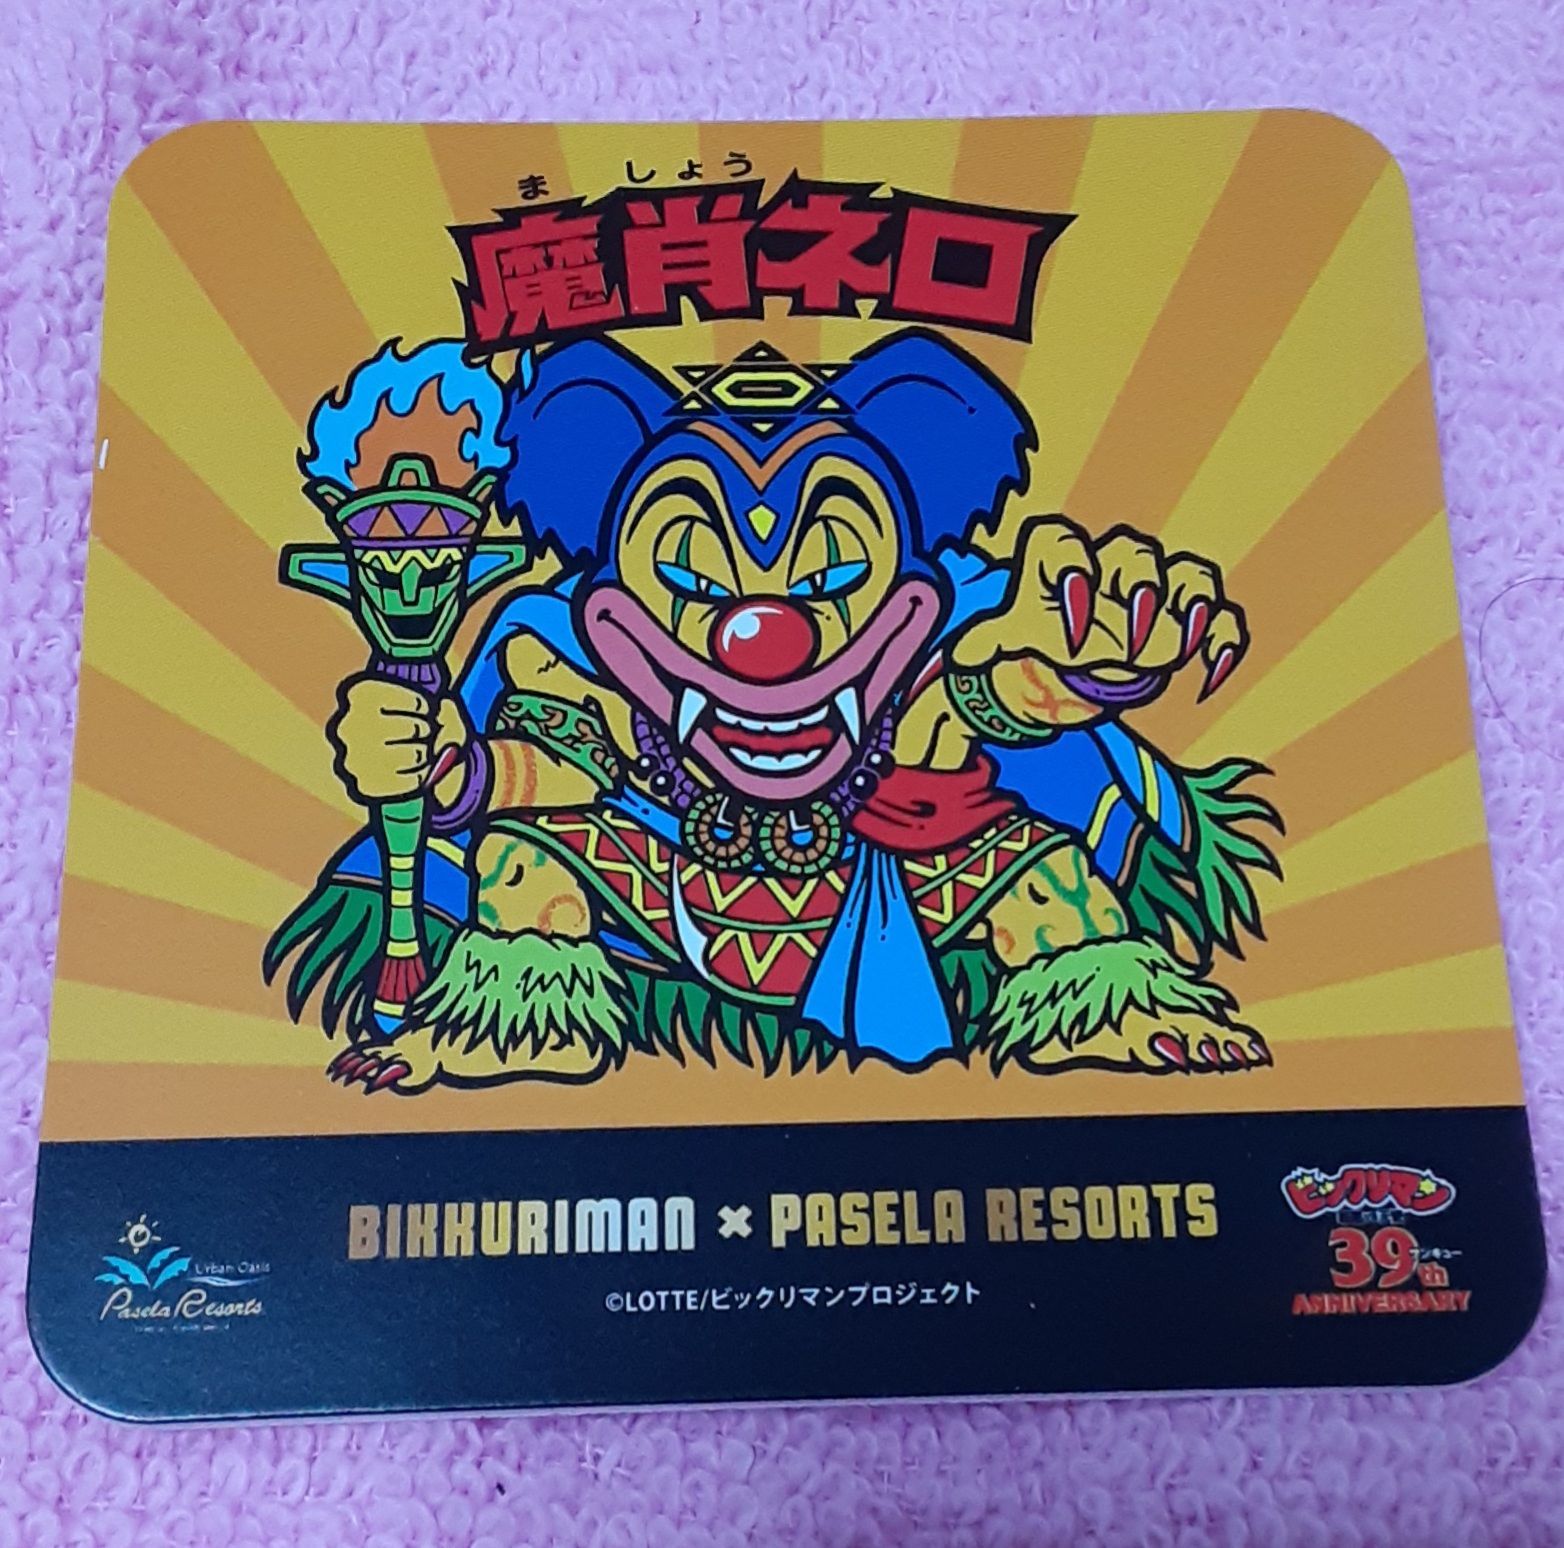 ま しょう
魔肖ネロ
BIKKURIMAN × PASELA RESORTS
©LOTTE/ビックリマンプロジェクト
Urban Oasis
Pasela Resorts
ビックリマン
39th
サンキュー
ANNIVERSARY